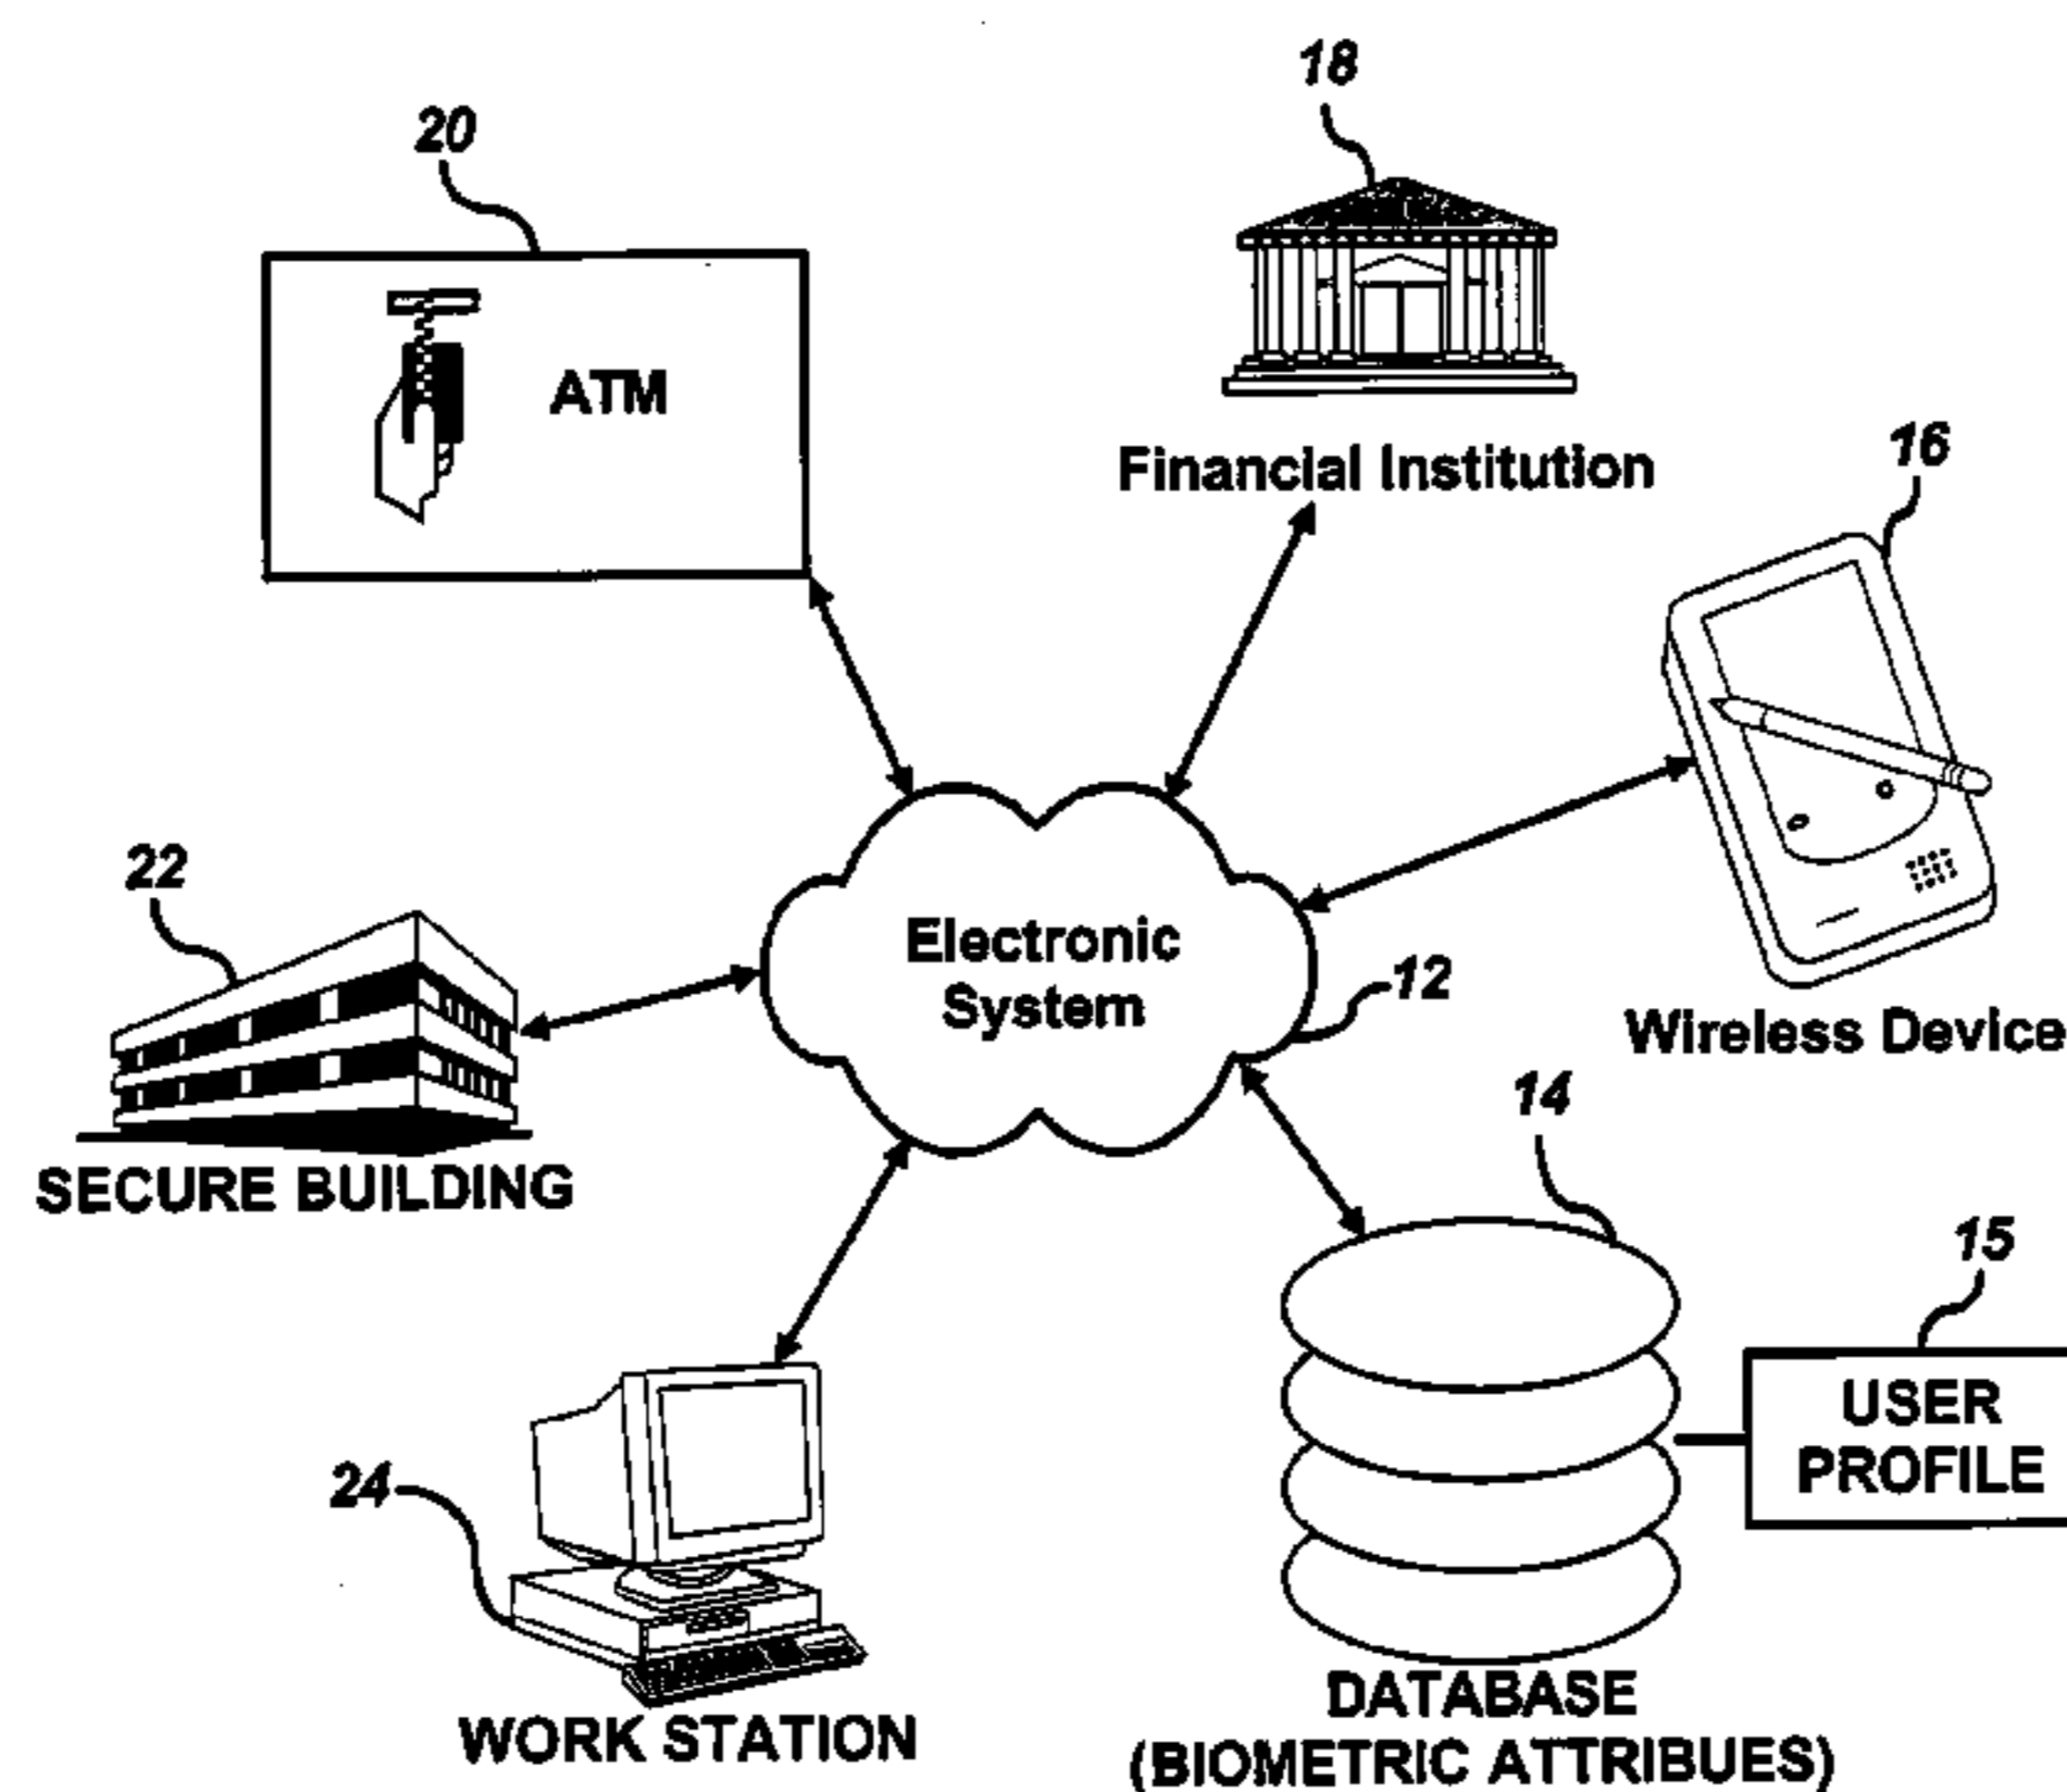 18
20
ATM
Financial Institution
16
22
Electronic
System
12
Wireless Device
SECURE BUILDING
14
15
USER
PROFILE
24
WORK STATION
DATABASE
(BIOMETRIC ATTRIBUES)